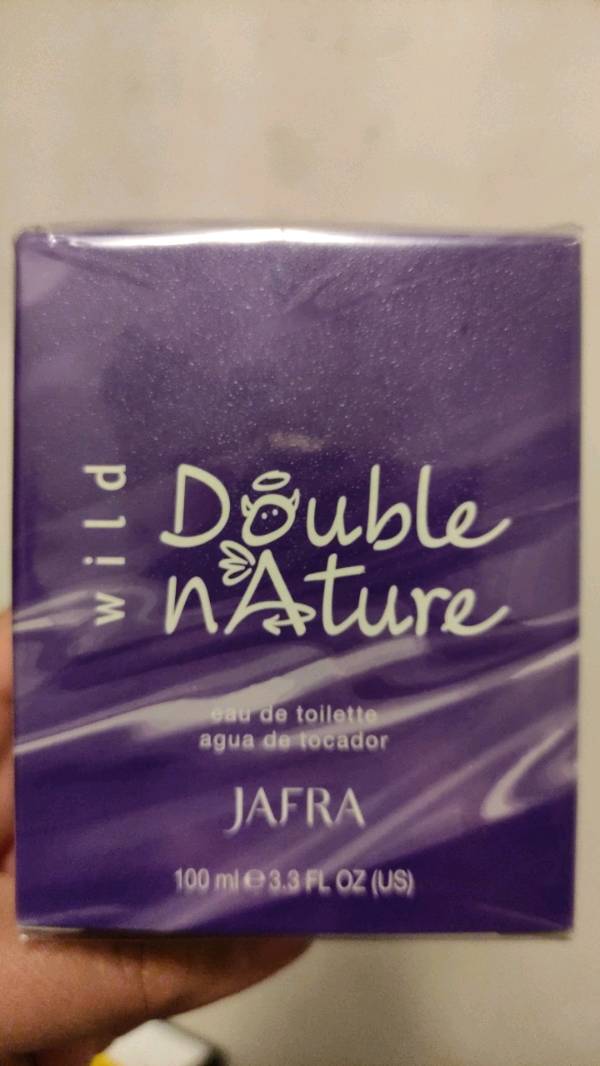 wild
Double
nAture
eau de toilette
agua de tocador
JAFRA
100 ml ℮ 3.3 FL OZ (US)